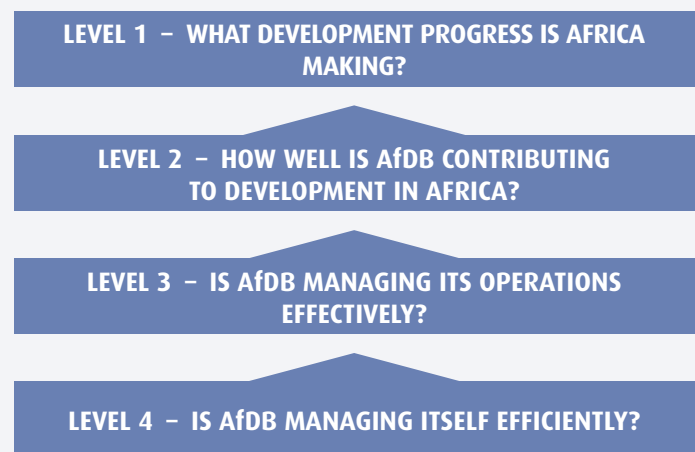 LEVEL 1 – WHAT DEVELOPMENT PROGRESS IS AFRICA
MAKING?
LEVEL 2 – HOW WELL IS AfDB CONTRIBUTING
TO DEVELOPMENT IN AFRICA?
LEVEL 3 – IS AfDB MANAGING ITS OPERATIONS
EFFECTIVELY?
LEVEL 4 – IS AfDB MANAGING ITSELF EFFICIENTLY?